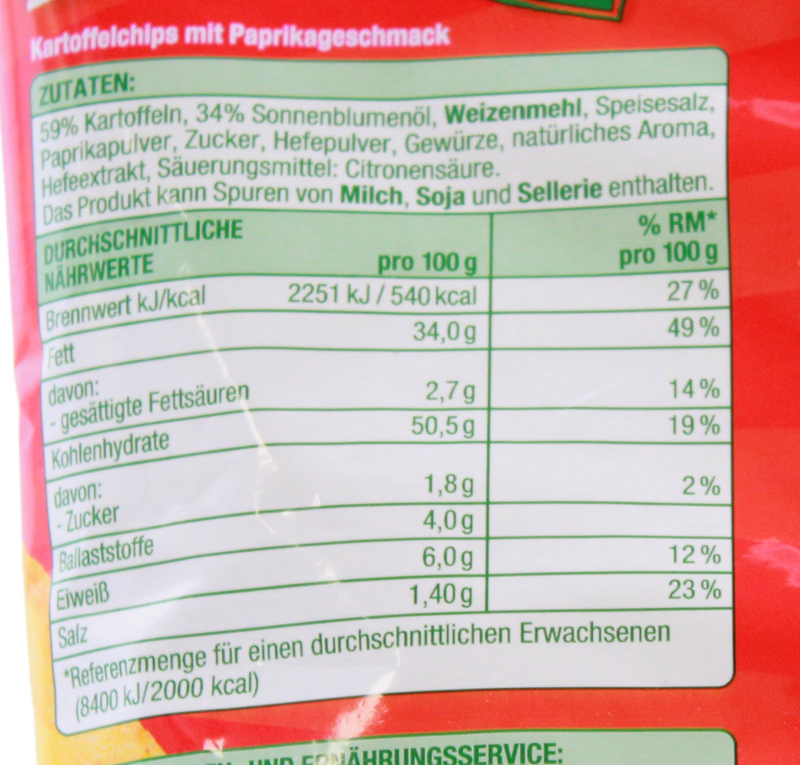 Kartoffelchips mit Paprikageschmack
ZUTATEN:
59% Kartoffeln, 34% Sonnenblumenöl, Weizenmehl, Speisesalz,
Paprikapulver, Zucker, Hefepulver, Gewürze, natürliches Aroma,
Hefeextrakt, Säuerungsmittel: Citronensäure.
Das Produkt kann Spuren von Milch, Soja und Sellerie enthalten.
DURCHSCHNITTLICHE
NÄHRWERTE pro 100 g % RM* pro 100 g
Brennwert kJ/kcal 2251 kJ / 540 kcal 27 %
Fett 34,0 g 49 %
davon:
- gesättigte Fettsäuren 2,7 g 14 %
Kohlenhydrate 50,5 g 19 %
davon:
- Zucker 1,8 g 2 %
Ballaststoffe 4,0 g
Eiweiß 6,0 g 12 %
Salz 1,40 g 23 %
*Referenzmenge für einen durchschnittlichen Erwachsenen
(8400 kJ/2000 kcal)
UND ERNÄHRUNGSSERVICE: